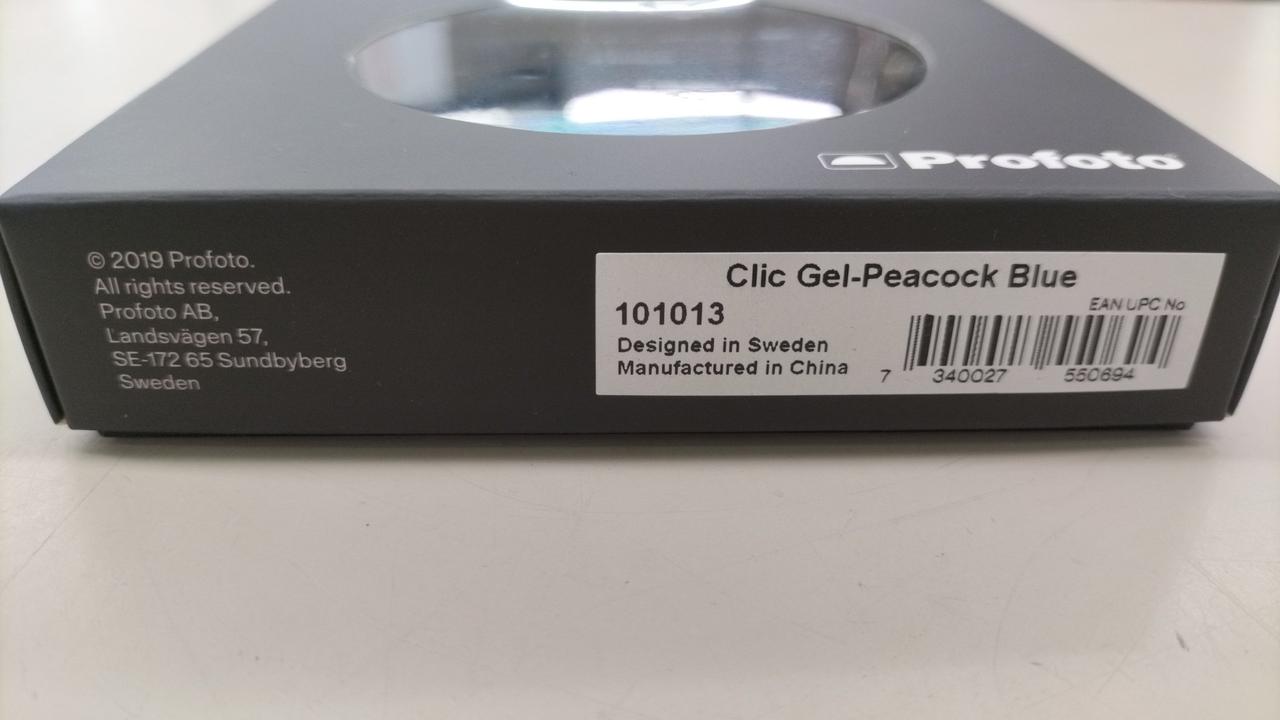 Profoto
© 2019 Profoto.
All rights reserved.
Profoto AB,
Landsvägen 57,
SE-172 65 Sundbyberg
Sweden
Clic Gel-Peacock Blue
101013
EAN UPC No
Designed in Sweden
Manufactured in China
7 340027 550694